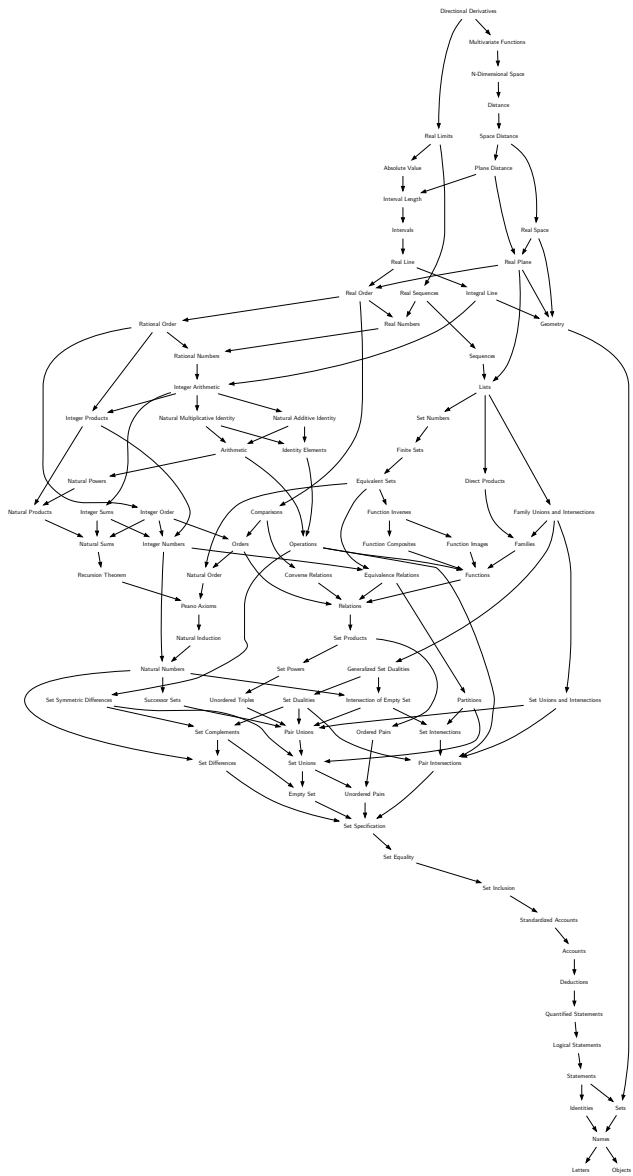 Directional Derivatives
Multivariate Functions
N-Dimensional Space
Distance
Real Limits Space Distance
Absolute Value Plane Distance
Interval Length
Intervals Real Space
Real Line Real Plane
Real Order Real Sequences Integral Line
Rational Order Real Numbers Geometry
Rational Numbers Sequences
Integer Arithmetic Lists
Integer Products Natural Multiplicative Identity Natural Additive Identity Set Numbers
Arithmetic Identity Elements Finite Sets
Natural Powers Equivalent Sets Direct Products
Natural Products Integer Sums Integer Order Comparisons Function Inverses Family Unions and Intersections
Natural Sums Integer Numbers Orders Operations Function Composites Function Images Families
Recursion Theorem Natural Order Converse Relations Equivalence Relations Functions
Peano Axioms Relations
Natural Induction Set Products
Natural Numbers Set Powers Generalized Set Dualities
Set Symmetric Differences Successor Sets Unordered Triples Set Dualities Intersection of Empty Set Partitions Set Unions and Intersections
Set Complements Pair Unions Ordered Pairs Set Intersections
Set Differences Set Unions Pair Intersections
Empty Set Unordered Pairs
Set Specification
Set Equality
Set Inclusion
Standardized Accounts
Accounts
Deductions
Quantified Statements
Logical Statements
Statements
Identities Sets
Names
Letters Objects